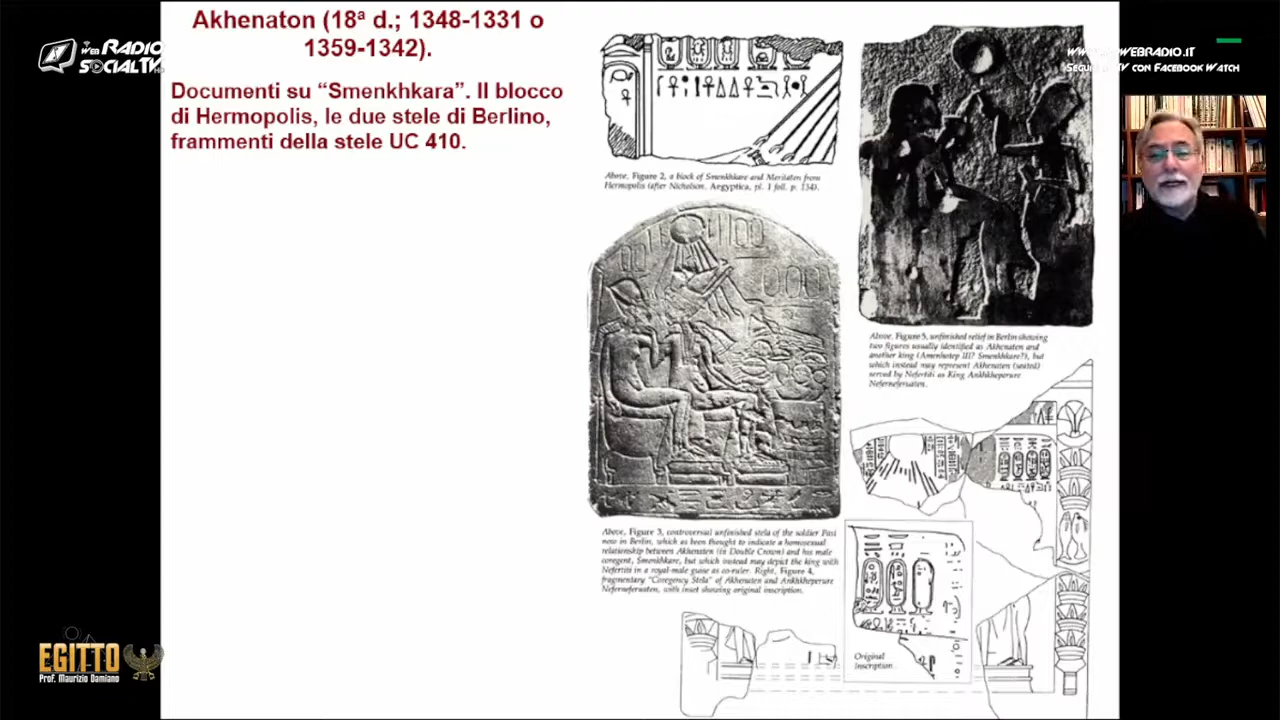 Akhenaton (18ª d.; 1348-1331 o
1359-1342).
Documenti su “Smenkhkara”. Il blocco
di Hermopolis, le due stele di Berlino,
frammenti della stele UC 410.
WEB RADIO
SOCIALTV
WEBRADIO.IT
TV CON FACEBOOK WATCH
Above, Figure 2, a block of Smenkhkare and Meritaten from
Hermopolis (after Nicholson, Aegyptica, pl. 1 foll. p. 134).
Above, Figure 5, unfinished relief in Berlin showing
two figures usually identified as Akhenaten and
another king (Amenhotep III? Smenkhkare?), but
which instead may represent Akhenaten (seated)
served by Nefertiti as King Ankhkheperure
Neferneferuaten.
Above, Figure 3, controversial unfinished stela of the soldier Pasi
now in Berlin, which as been thought to indicate a homosexual
relationship between Akhenaten (in Double Crown) and his male
coregent, Smenkhkare, but which instead may depict the king with
Nefertiti in a royal-male guise as co-ruler. Right, Figure 4,
fragmentary “Coregency Stela” of Akhenaten and Ankhkheperure
Neferneferuaten, with inset showing original inscription.
Original
Inscription
EGITTO
Prof. Maurizio Damiano